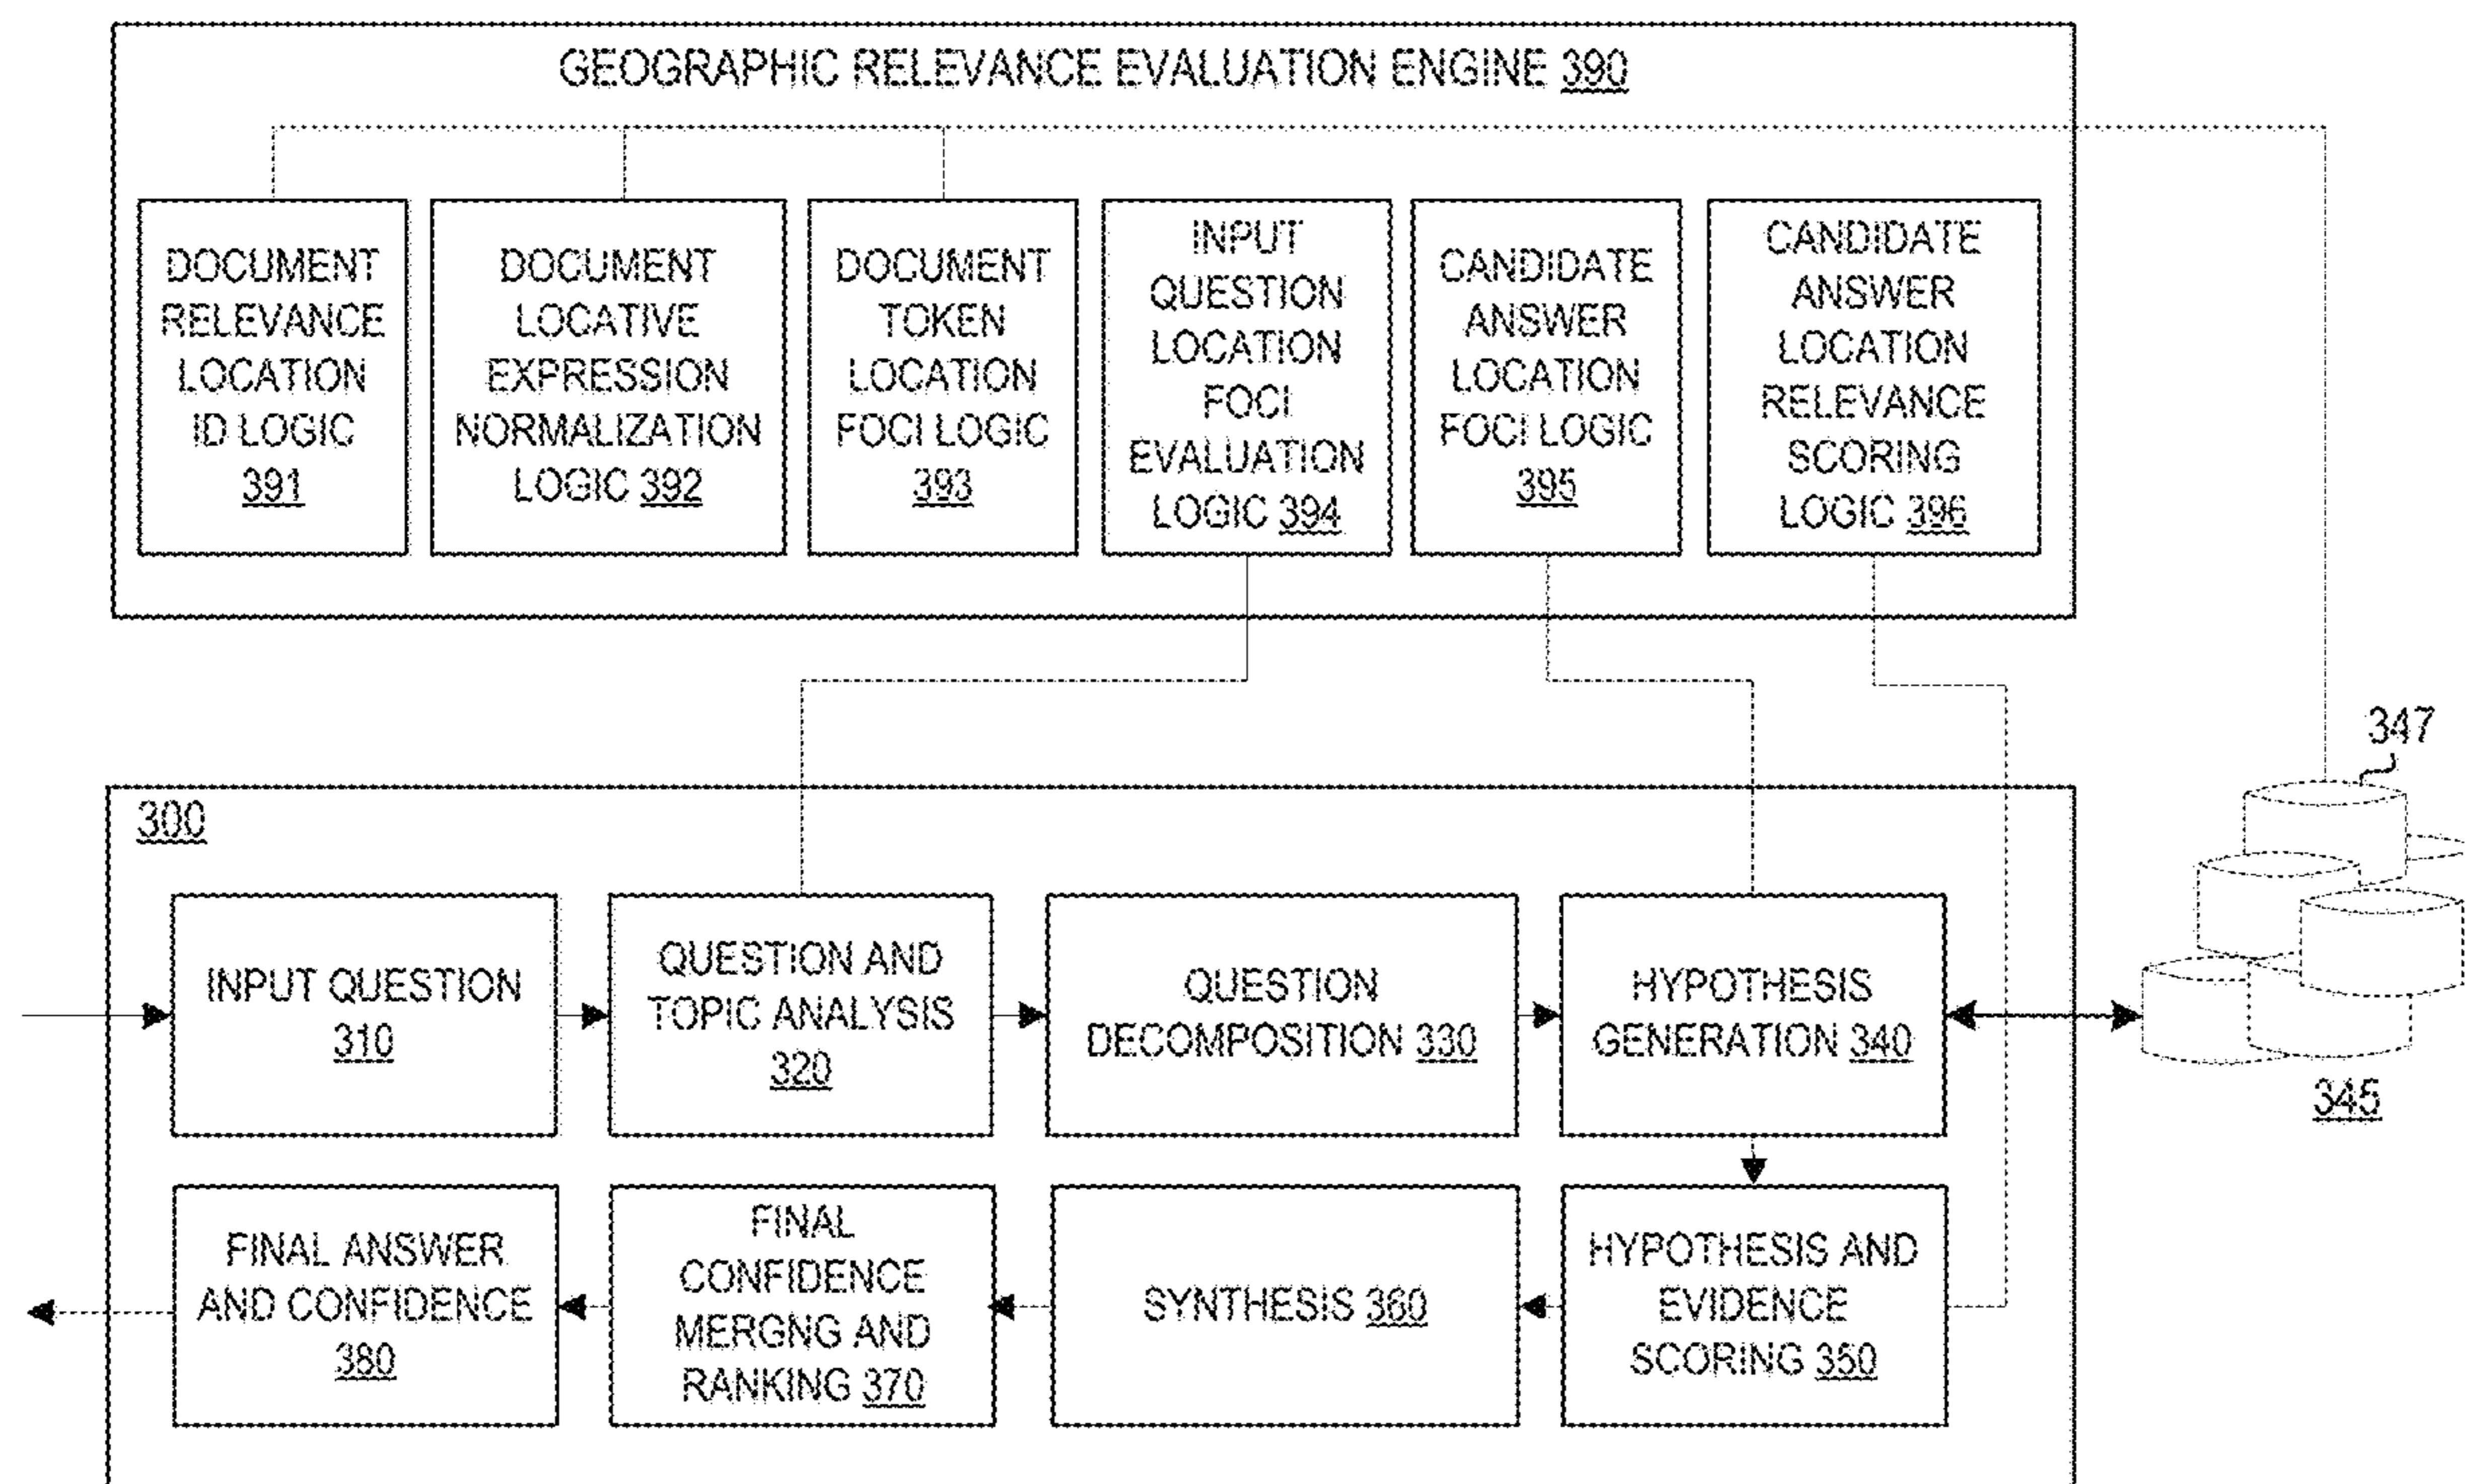 GEOGRAPHIC RELEVANCE EVALUATION ENGINE 390
DOCUMENT
RELEVANCE
LOCATION
ID LOGIC
391
DOCUMENT
LOCATIVE
EXPRESSION
NORMALIZATION
LOGIC 392
DOCUMENT
TOKEN
LOCATION
FOCI LOGIC
393
INPUT
QUESTION
LOCATION
FOCI
EVALUATION
LOGIC 394
CANDIDATE
ANSWER
LOCATION
FOCI LOGIC
395
CANDIDATE
ANSWER
LOCATION
RELEVANCE
SCORING
LOGIC 396
347
300
INPUT QUESTION
310
QUESTION AND
TOPIC ANALYSIS
320
QUESTION
DECOMPOSITION 330
HYPOTHESIS
GENERATION 340
345
FINAL ANSWER
AND CONFIDENCE
380
FINAL
CONFIDENCE
MERGNG AND
RANKING 370
SYNTHESIS 360
HYPOTHESIS AND
EVIDENCE
SCORING 350